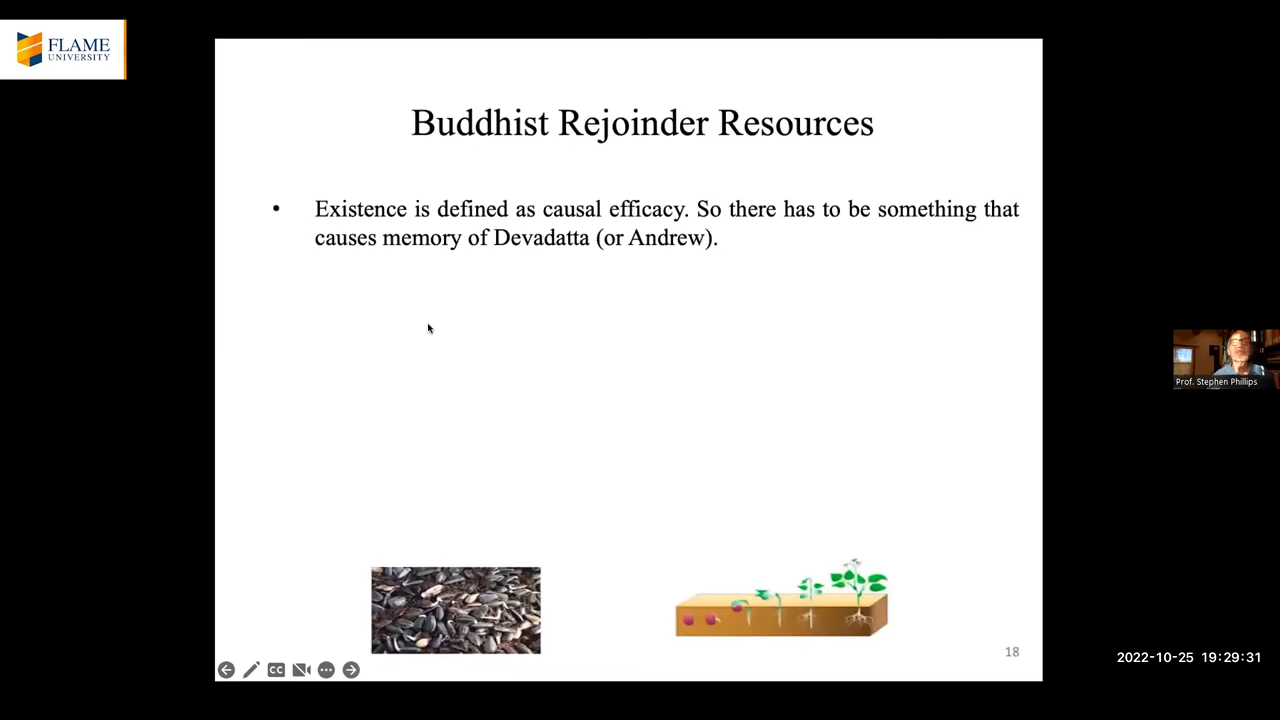 FLAME
UNIVERSITY
Buddhist Rejoinder Resources
• Existence is defined as causal efficacy. So there has to be something that
causes memory of Devadatta (or Andrew).
Prof. Stephen Phillips
18
2022-10-25 19:29:31
CC